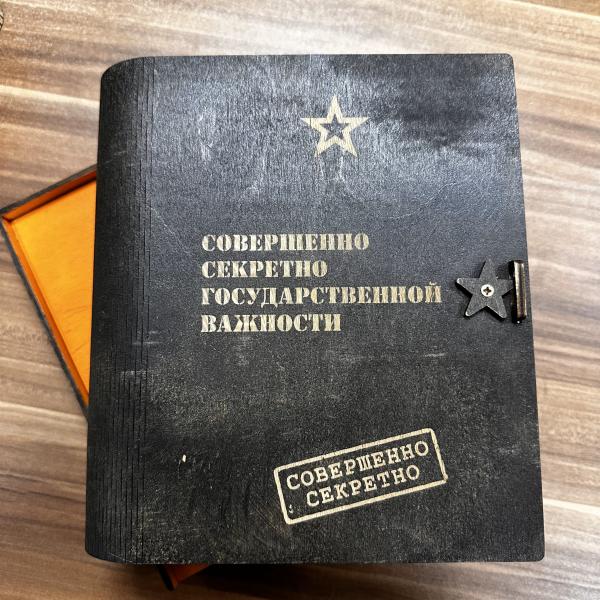 СОВЕРШЕННО
СЕКРЕТНО
ГОСУДАРСТВЕННОЙ
ВАЖНОСТИ
СОВЕРШЕННО
СЕКРЕТНО